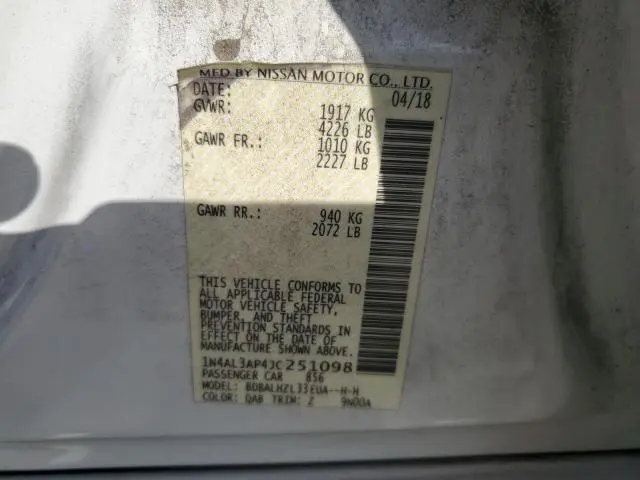 MFD BY NISSAN MOTOR CO., LTD.
DATE: 04/18
GVWR: 1917 KG
4226 LB
GAWR FR.: 1010 KG
2227 LB
GAWR RR.: 940 KG
2072 LB
THIS VEHICLE CONFORMS TO
ALL APPLICABLE FEDERAL
MOTOR VEHICLE SAFETY,
BUMPER, AND THEFT
PREVENTION STANDARDS IN
EFFECT ON THE DATE OF
MANUFACTURE SHOWN ABOVE.
1N4AL3AP4JC251098
PASSENGER CAR 856
MODEL: BDBALHZL33EUA--H-H
COLOR: QAB TRIM: Z 9N00A